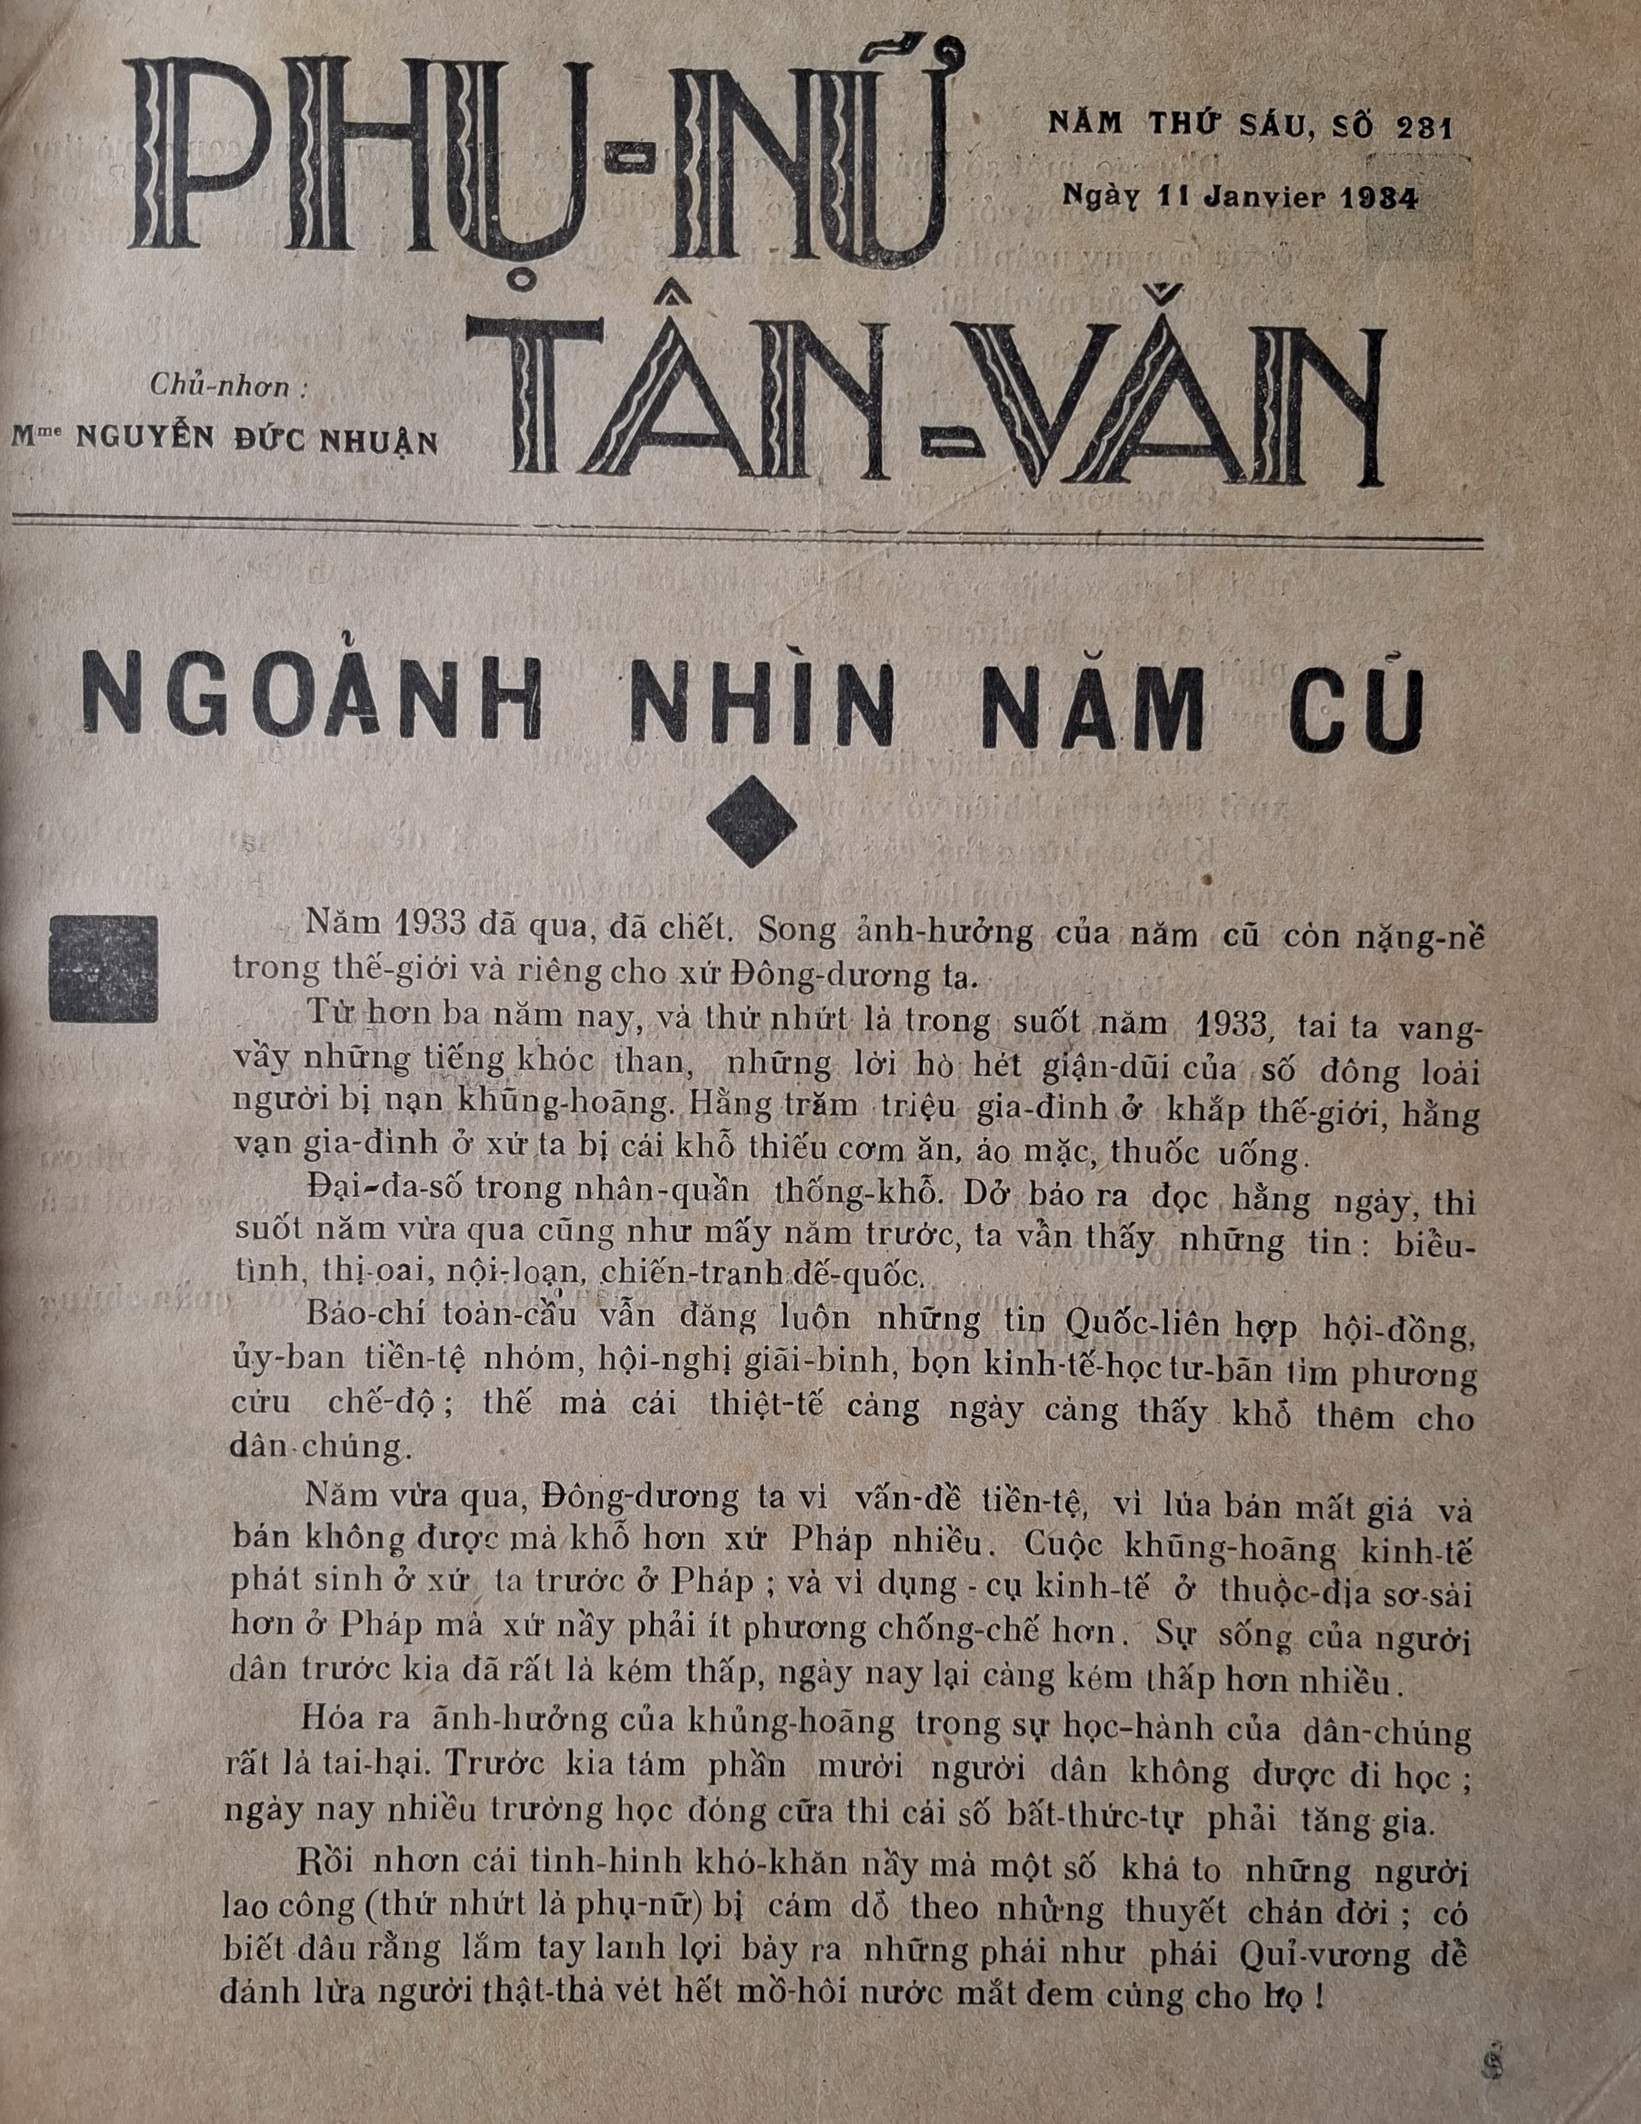 PHỤ-NỮ
NĂM THỨ SÁU, SỐ 231
Ngày 11 Janvier 1934
TÂN-VĂN
Chủ-nhơn :
Mme NGUYỄN ĐỨC NHUẬN
NGOẢNH NHÌN NĂM CŨ
Năm 1933 đã qua, đã chết. Song ảnh-hưởng của năm cũ còn nặng-nề
trong thế-giới và riêng cho xứ Đông-dương ta.
Từ hơn ba năm nay, và thứ nhứt là trong suốt năm 1933, tai ta vang-
vầy những tiếng khóc than, những lời hò hét giận-dũi của số đông loài
người bị nạn khũng-hoãng. Hằng trăm triệu gia-đình ở khắp thế-giới, hằng
vạn gia-đình ở xứ ta bị cái khổ thiếu cơm ăn, áo mặc, thuốc uống.
Đại-đa-số trong nhân-quần thống-khổ. Dở báo ra đọc hằng ngày, thì
suốt năm vừa qua cũng như mấy năm trước, ta vẫn thấy những tin : biểu-
tình, thị-oai, nội-loạn, chiến-tranh đế-quốc.
Báo-chí toàn-cầu vẫn đăng luôn những tin Quốc-liên hợp hội-đồng,
ủy-ban tiền-tệ nhóm, hội-nghị giãi-binh, bọn kinh-tế-học tư-bãn tìm phương
cứu chế-độ ; thế mà cái thiệt-tế càng ngày càng thấy khổ thêm cho
dân-chúng.
Năm vừa qua, Đông-dương ta vì vấn-đề tiền-tệ, vì lúa bán mất giá và
bán không được mà khổ hơn xứ Pháp nhiều. Cuộc khũng-hoãng kinh-tế
phát sinh ở xứ ta trước ở Pháp ; và vì dụng-cụ kinh-tế ở thuộc-địa sơ-sài
hơn ở Pháp mà xứ nầy phải ít phương chống-chế hơn. Sự sống của người
dân trước kia đã rất là kém thấp, ngày nay lại càng kém thấp hơn nhiều.
Hóa ra ãnh-hưởng của khủng-hoãng trong sự học-hành của dân-chúng
rất là tai-hại. Trước kia tám phần mười người dân không được đi học ;
ngày nay nhiều trường học đóng cữa thì cái số bất-thức-tự phải tăng gia.
Rồi nhơn cái tình-hình khó-khăn nầy mà một số khá to những người
lao công (thứ nhứt là phụ-nữ) bị cám dỗ theo những thuyết chán đời ; có
biết đâu rằng lắm tay lanh lợi bày ra những phái như phái Quỉ-vương để
đánh lừa người thật-thà vét hết mồ-hôi nước mắt đem cúng cho họ !